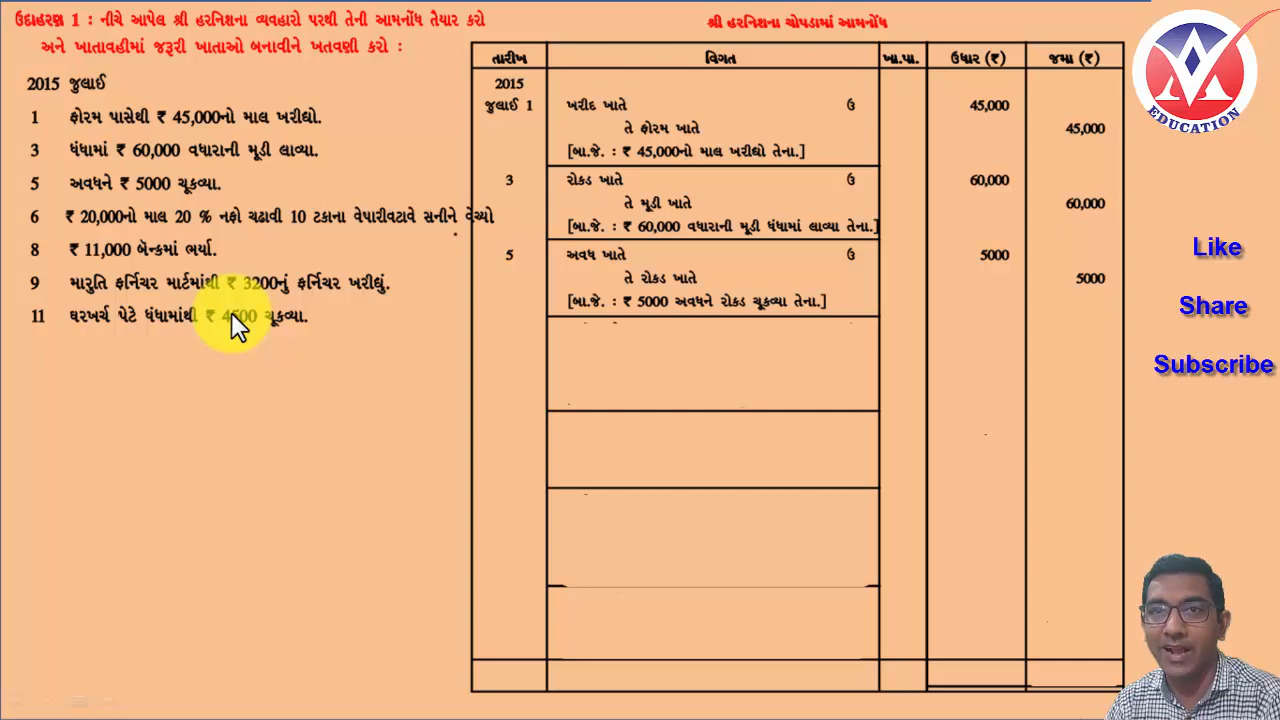 ઉદાહરણ 1 : નીચે આપેલ શ્રી હરનિશના વ્યવહારો પરથી તેની આમનોંધ તૈયાર કરો
અને ખાતાવહીમાં જરૂરી ખાતાઓ બનાવીને ખતવણી કરો :
2015 જુલાઈ
1 ફોરમ પાસેથી ₹ 45,000નો માલ ખરીદ્યો.
3 ધંધામાં ₹ 60,000 વધારાની મૂડી લાવ્યા.
5 અવધને ₹ 5000 ચૂકવ્યા.
6 ₹ 20,000નો માલ 20 % નફો ચઢાવી 10 ટકાના વેપારીવટાવે સનીને વેચ્યો
8 ₹ 11,000 બૅન્કમાં ભર્યા.
9 મારુતિ ફર્નિચર માર્ટમાંથી ₹ 3200નું ફર્નિચર ખરીદ્યું.
11 ઘરખર્ચ પેટે ધંધામાંથી ₹ 4500 ચૂકવ્યા.
શ્રી હરનિશના ચોપડામાં આમનોંધ
તારીખ વિગત ખા.પા. ઉધાર (₹) જમા (₹)
2015
જુલાઈ 1 ખરીદ ખાતે ઉ 45,000
તે ફોરમ ખાતે 45,000
[બા.જે. : ₹ 45,000નો માલ ખરીદ્યો તેના.]
3 રોકડ ખાતે ઉ 60,000
તે મૂડી ખાતે 60,000
[બા.જે. : ₹ 60,000 વધારાની મૂડી ધંધામાં લાવ્યા તેના.]
5 અવધ ખાતે ઉ 5000
તે રોકડ ખાતે 5000
[બા.જે. : ₹ 5000 અવધને રોકડ ચૂકવ્યા તેના.]
EDUCATION
Like
Share
Subscribe